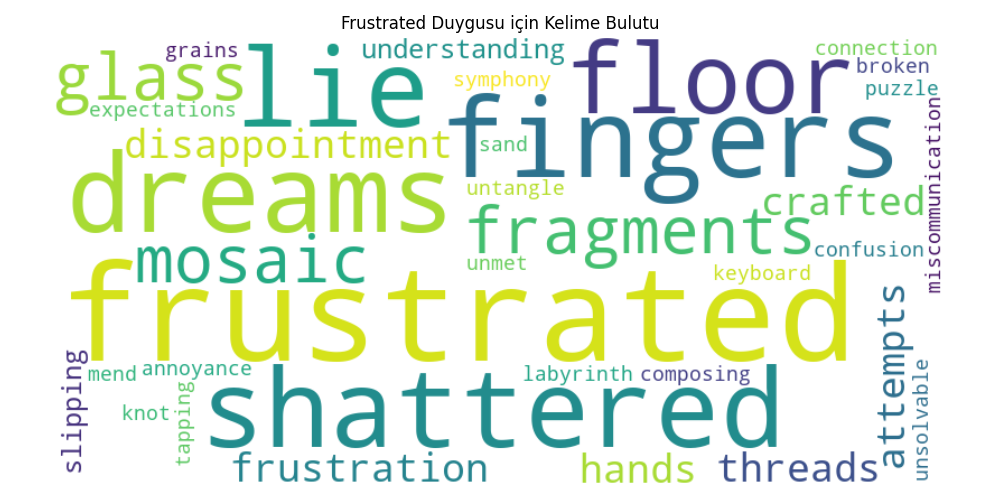 Frustrated Duygusu için Kelime Bulutu
grains
understanding
connection
glass
lie
floor
broken
symphony
puzzle
expectations
fingers
disappointment
sand
miscommunication
dreams
untangle
crafted
fragments
mosaic
confusion
unmet
keyboard
frustrated
attempts
slipping
mend
annoyance
shattered
labyrinth
composing
unsolvable
knot
tapping
frustration
hands
threads